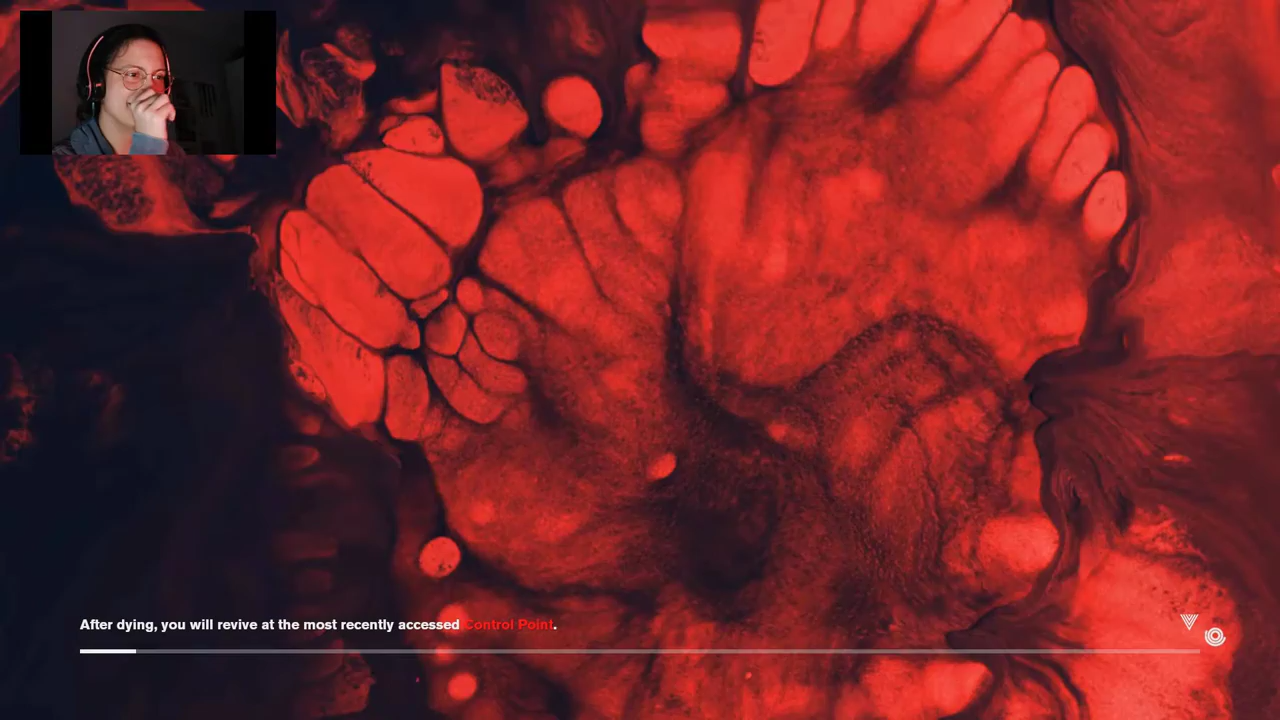 After dying, you will revive at the most recently accessed Control Point.